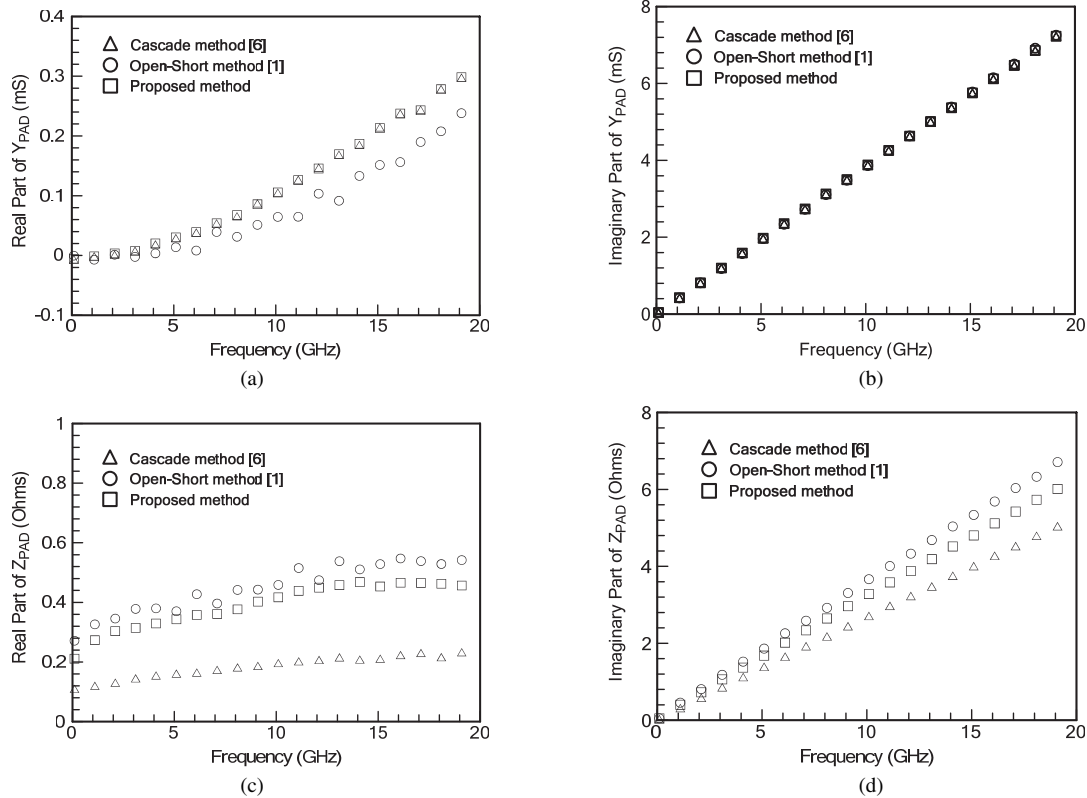 0.4
0.3
0.2
0.1
0
-0.1
Real Part of YPAD (mS)
Cascade method [6]
Open-Short method [1]
Proposed method
0 5 10 15 20
Frequency (GHz)
(a)
8
6
4
2
0
Imaginary Part of YPAD (mS)
Cascade method [6]
Open-Short method [1]
Proposed method
0 5 10 15 20
Frequency (GHz)
(b)
1
0.8
0.6
0.4
0.2
0
Real Part of ZPAD (Ohms)
Cascade method [6]
Open-Short method [1]
Proposed method
0 5 10 15 20
Frequency (GHz)
(c)
8
6
4
2
0
Imaginary Part of ZPAD (Ohms)
Cascade method [6]
Open-Short method [1]
Proposed method
0 5 10 15 20
Frequency (GHz)
(d)